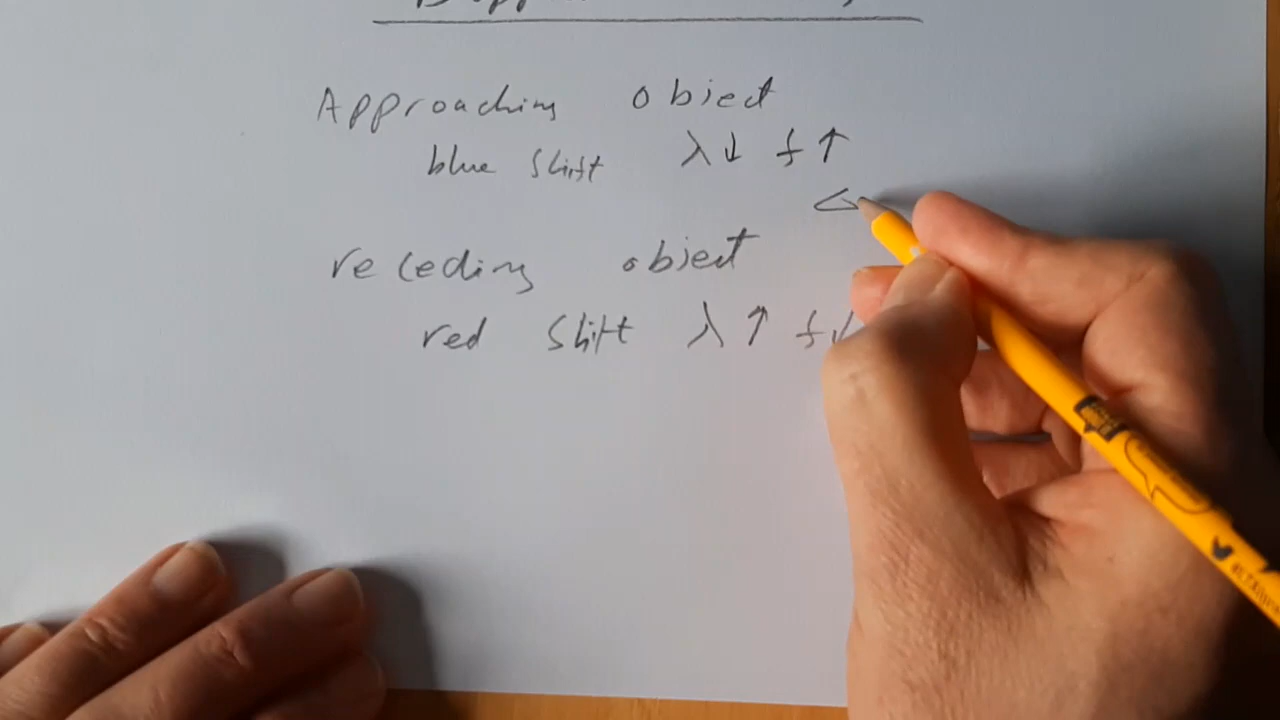 Approaching object
blue shift λ↓ f↑
receding object
red shift λ↑ f↓